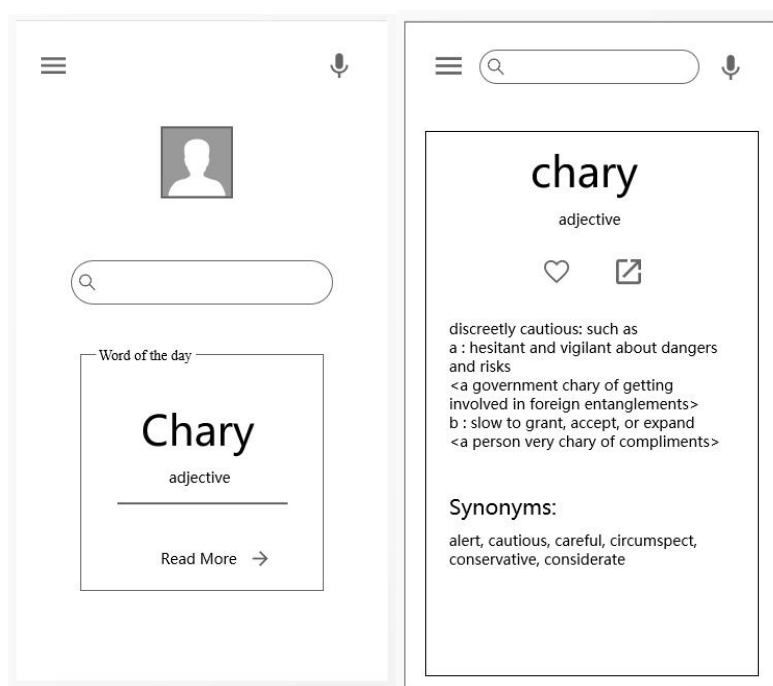 Word of the day
Chary
adjective
Read More
chary
adjective
discreetly cautious: such as
a : hesitant and vigilant about dangers
and risks
<a government chary of getting
involved in foreign entanglements>
b : slow to grant, accept, or expand
<a person very chary of compliments>
Synonyms:
alert, cautious, careful, circumspect,
conservative, considerate